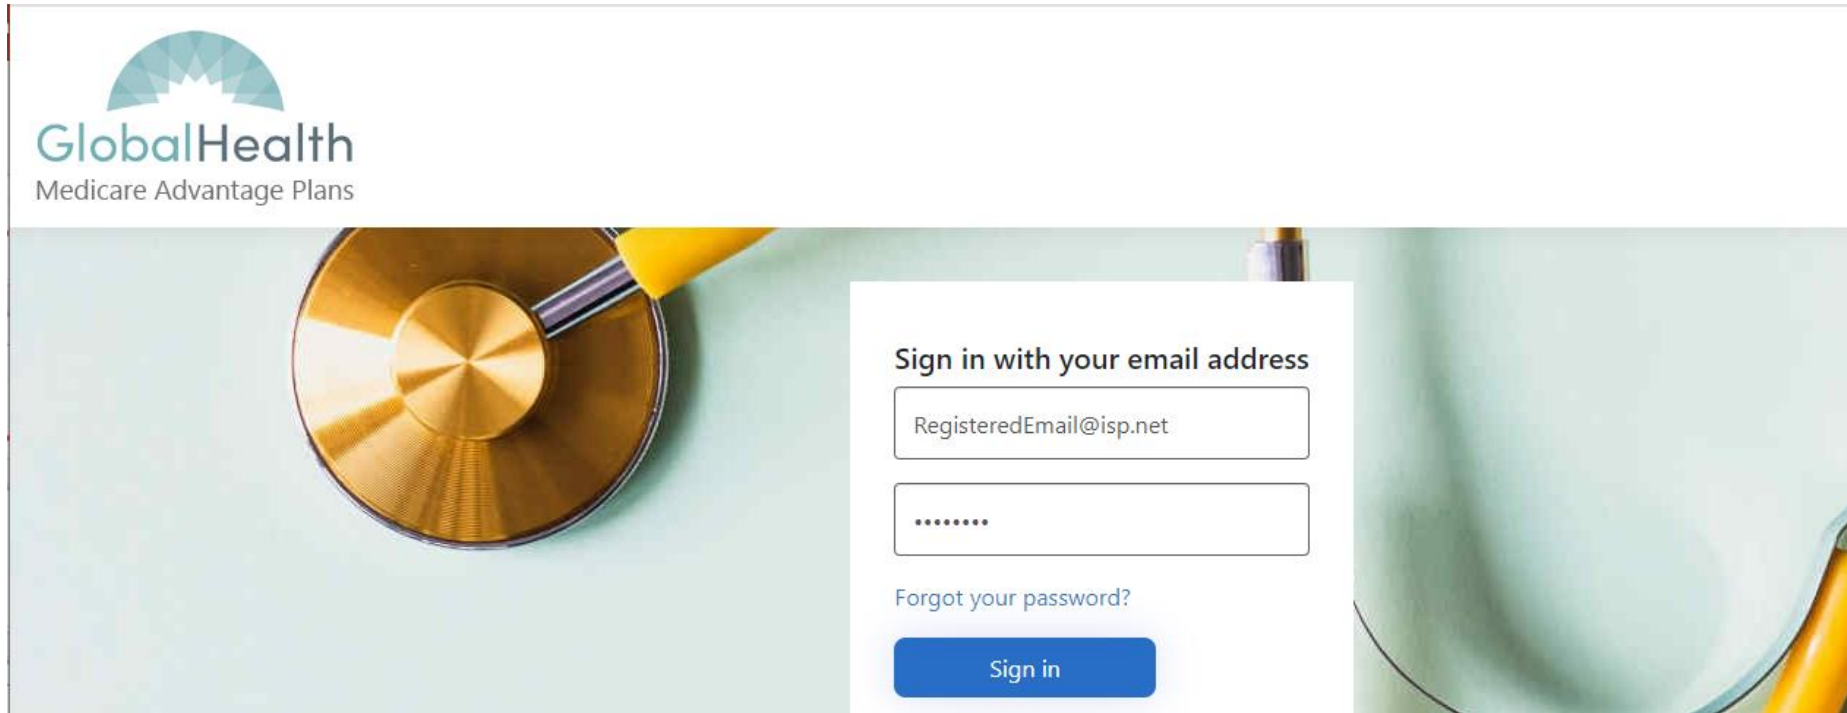 GlobalHealth
Medicare Advantage Plans
Sign in with your email address
RegisteredEmail@isp.net
••••••••
Forgot your password?
Sign in